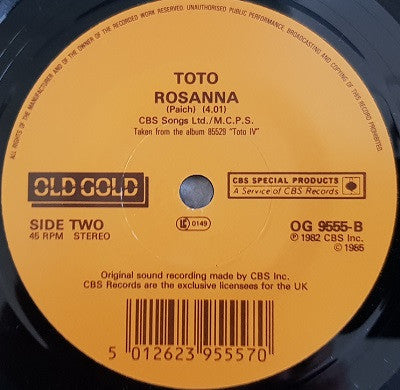 ALL RIGHTS OF THE MANUFACTURER AND OF THE OWNER OF THE RECORDED WORK RESERVED. UNAUTHORISED PUBLIC PERFORMANCE, BROADCASTING AND COPYING OF THIS RECORD PROHIBITED.
TOTO
ROSANNA
(Paich) (4.01)
CBS Songs Ltd./M.C.P.S.
Taken from the album 85529 "Toto IV"
OLD GOLD
CBS SPECIAL PRODUCTS
A Service of CBS Records
SIDE TWO
45 RPM STEREO
LC 0149
OG 9555-B
℗ 1982 CBS Inc.
© 1985
Original sound recording made by CBS Inc.
CBS Records are the exclusive licensees for the UK
5 012623 955570